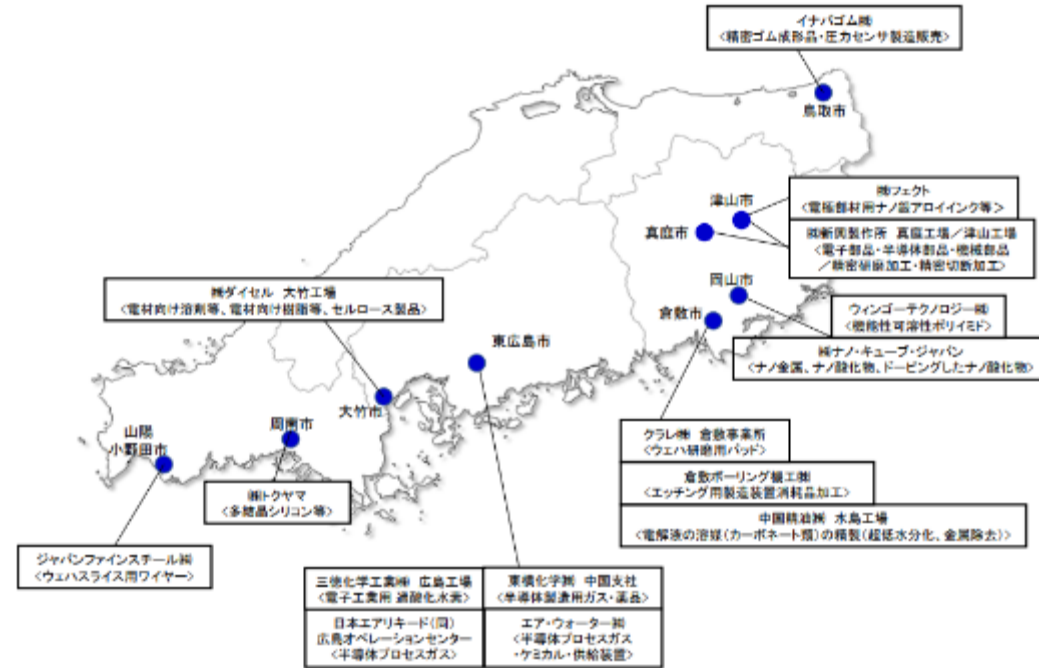 イナバゴム㈱
<精密ゴム成形品・圧力センサ製造販売>
鳥取市
㈱フェクト
<電極部材用ナノ箔アロイインク等>
津山市
真庭市
㈱新興製作所 真庭工場／津山工場
<電子部品・半導体部品・機械部品
／精密研磨加工・精密切断加工>
岡山市
倉敷市
ウィンゴーテクノロジー㈱
<機能性可溶性ポリイミド>
㈱ナノ・キューブ・ジャパン
<ナノ金属、ナノ酸化物、ドーピングしたナノ酸化物>
㈱ダイセル 大竹工場
<電材向け溶剤等、電材向け樹脂等、セルロース製品>
東広島市
大竹市
周南市
山陽
小野田市
クラレ㈱ 倉敷事業所
<ウェハ研磨用パッド>
倉敷ボーリング機工㈱
<エッチング用製造装置消耗品加工>
中国精油㈱ 水島工場
<電解液の溶媒(カーボネート類)の精製(超低水分化、金属除去)>
㈱トクヤマ
<多結晶シリコン等>
ジャパンファインスチール㈱
<ウェハスライス用ワイヤー>
三徳化学工業㈱ 広島工場
<電子工業用 過酸化水素>
東横化学㈱ 中国支社
<半導体製造用ガス・薬品>
日本エアリキード(同)
広島オペレーションセンター
<半導体プロセスガス>
エア・ウォーター㈱
<半導体プロセスガス
・ケミカル・供給装置>